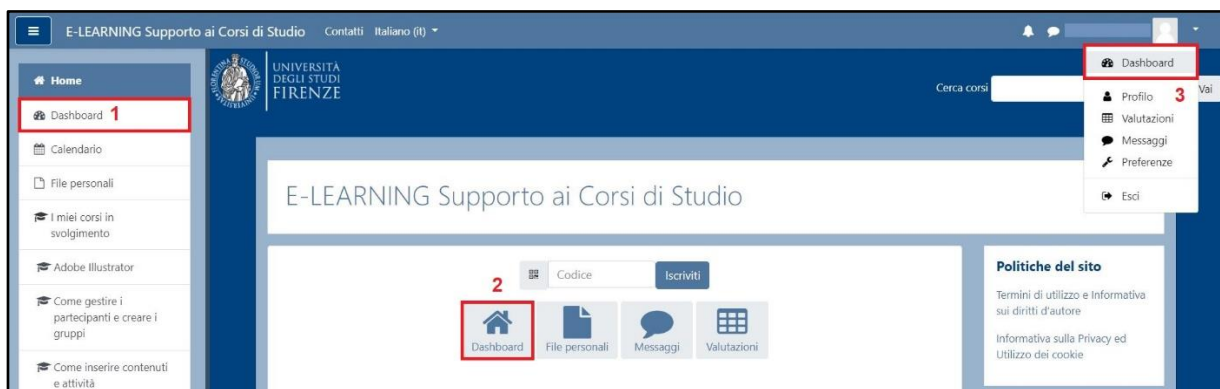 E-LEARNING Supporto ai Corsi di Studio Contatti Italiano (it)
Home
Dashboard 1
Calendario
File personali
I miei corsi in
svolgimento
Adobe Illustrator
Come gestire i
partecipanti e creare i
gruppi
Come inserire contenuti
e attività
UNIVERSITÀ
DEGLI STUDI
FIRENZE
Cerca corsi
Vai
Dashboard
Profilo 3
Valutazioni
Messaggi
Preferenze
Esci
E-LEARNING Supporto ai Corsi di Studio
Codice Iscriviti
2
Dashboard File personali Messaggi Valutazioni
Politiche del sito
Termini di utilizzo e Informativa
sui diritti d'autore
Informativa sulla Privacy ed
Utilizzo dei cookie